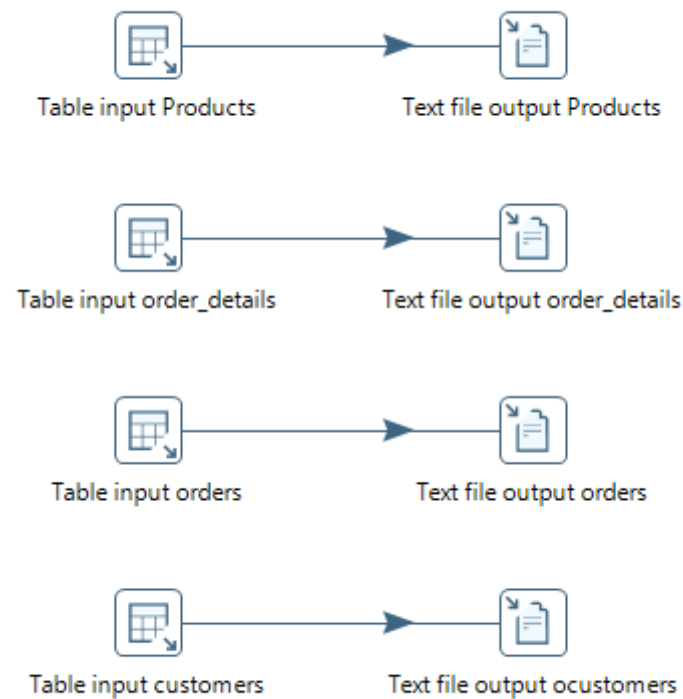 Table input Products
Text file output Products
Table input order_details
Text file output order_details
Table input orders
Text file output orders
Table input customers
Text file output ocustomers